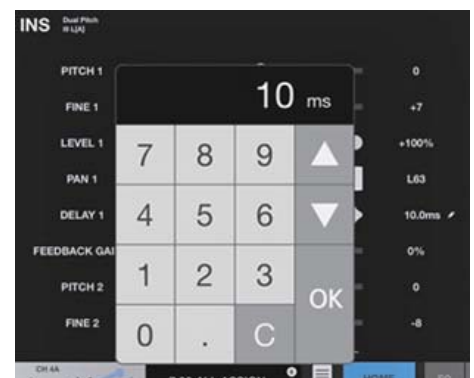 INS Dual Pitch
PITCH 1 0
FINE 1 +7
LEVEL 1 +100%
PAN 1 L63
DELAY 1 10.0ms
FEEDBACK GAI 0%
PITCH 2 0
FINE 2 -8
10 ms
7 8 9
4 5 6
1 2 3
0 . C
OK
CH 4A
HOME